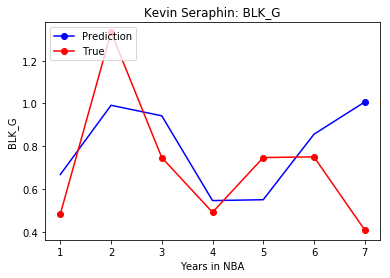 Kevin Seraphin: BLK_G
Prediction
True
BLK_G
1.2
1.0
0.8
0.6
0.4
1 2 3 4 5 6 7
Years in NBA